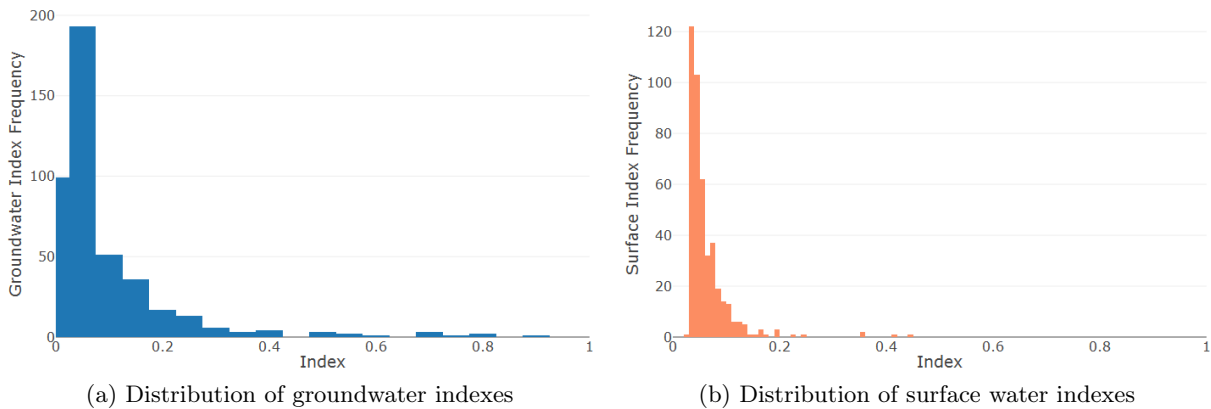 200
150
100
50
0
Groundwater Index Frequency
0 0.2 0.4 0.6 0.8 1
Index
(a) Distribution of groundwater indexes
120
100
80
60
40
20
0
Surface Index Frequency
0 0.2 0.4 0.6 0.8 1
Index
(b) Distribution of surface water indexes